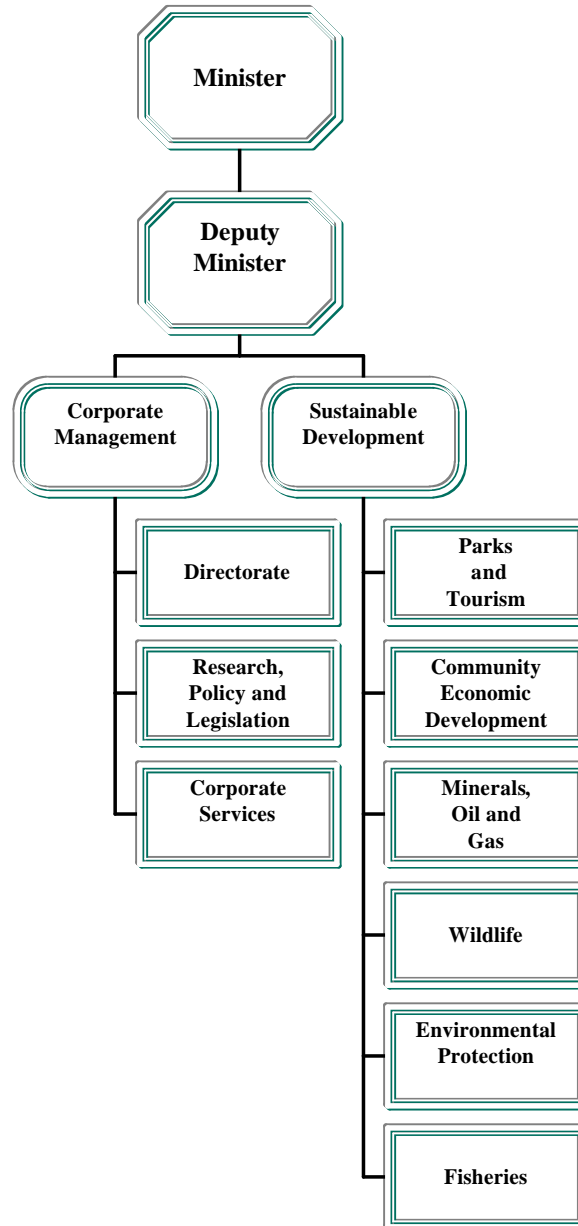 Minister
Deputy
Minister
Corporate
Management
Sustainable
Development
Directorate
Research,
Policy and
Legislation
Corporate
Services
Parks
and
Tourism
Community
Economic
Development
Minerals,
Oil and
Gas
Wildlife
Environmental
Protection
Fisheries